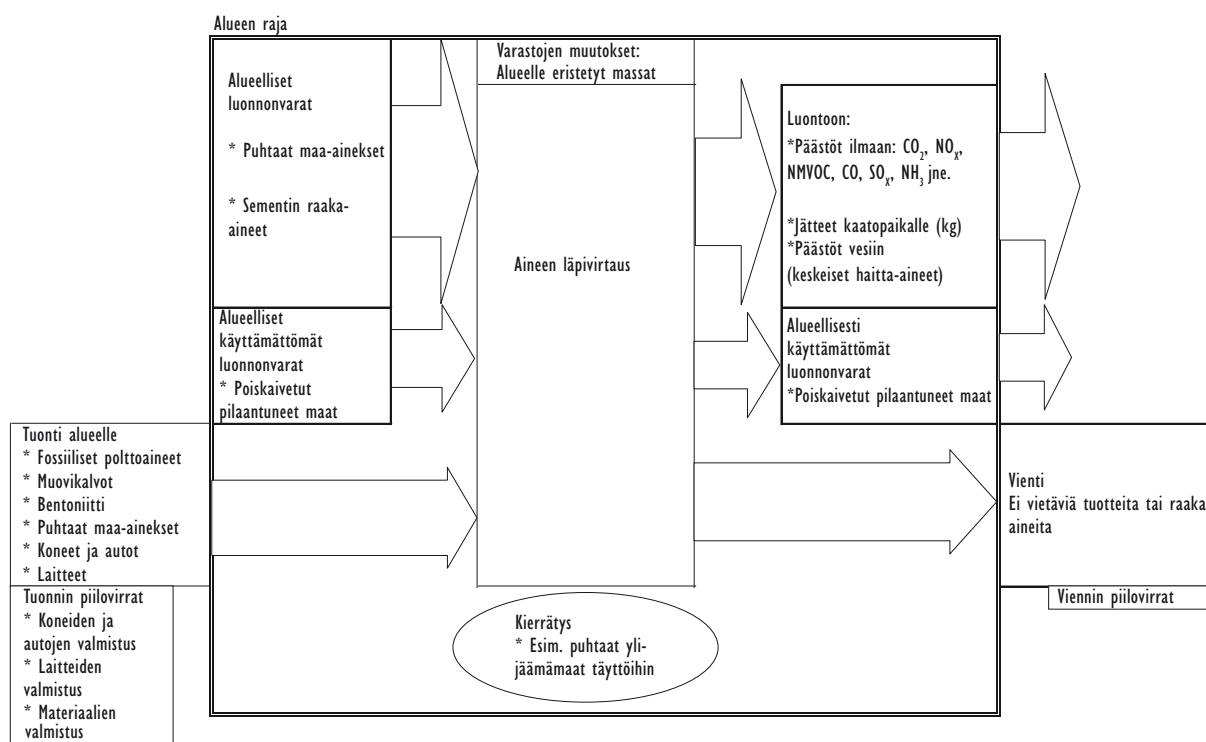 Alueen raja
Alueelliset
luonnonvarat
* Puhtaat maa-ainekset
* Sementin raaka-
aineet
Alueelliset
käyttämättömät
luonnonvarat
* Poiskaivetut
pilaantuneet maat
Tuonti alueelle
* Fossiiliset polttoaineet
* Muovikalvot
* Bentoniitti
* Puhtaat maa-ainekset
* Koneet ja autot
* Laitteet
Tuonnin piilovirrat
* Koneiden ja
autojen valmistus
* Laitteiden
valmistus
* Materiaalien
valmistus
Varastojen muutokset:
Alueelle eristetyt massat
Aineen läpivirtaus
Kierrätys
* Esim. puhtaat yli-
jäämämaat täyttöihin
Luontoon:
*Päästöt ilmaan: CO₂, NOₓ,
NMVOC, CO, SOₓ, NH₃ jne.
*Jätteet kaatopaikalle (kg)
*Päästöt vesiin
(keskeiset haitta-aineet)
Alueellisesti
käyttämättömät
luonnonvarat
*Poiskaivetut pilaantuneet maat
Vienti
Ei vietäviä tuotteita tai raaka
aineita
Viennin piilovirrat